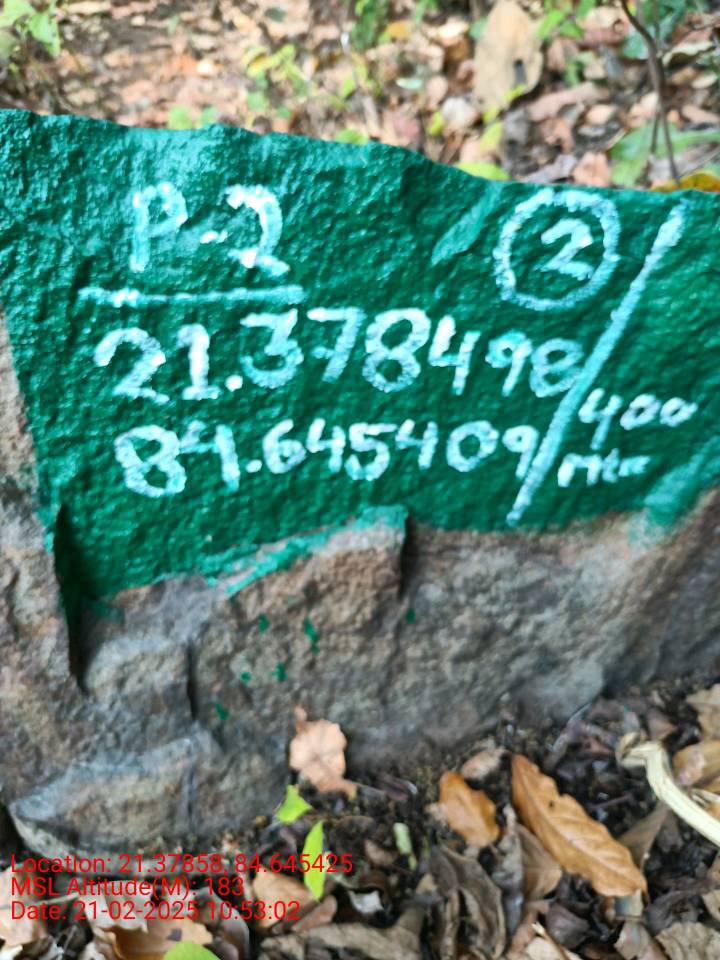 P-2
②
21.378498
84.645409
400
Mtr
Location: 21.37858, 84.645425
MSL Altitude(M): 183
Date: 21-02-2025 10:53:02